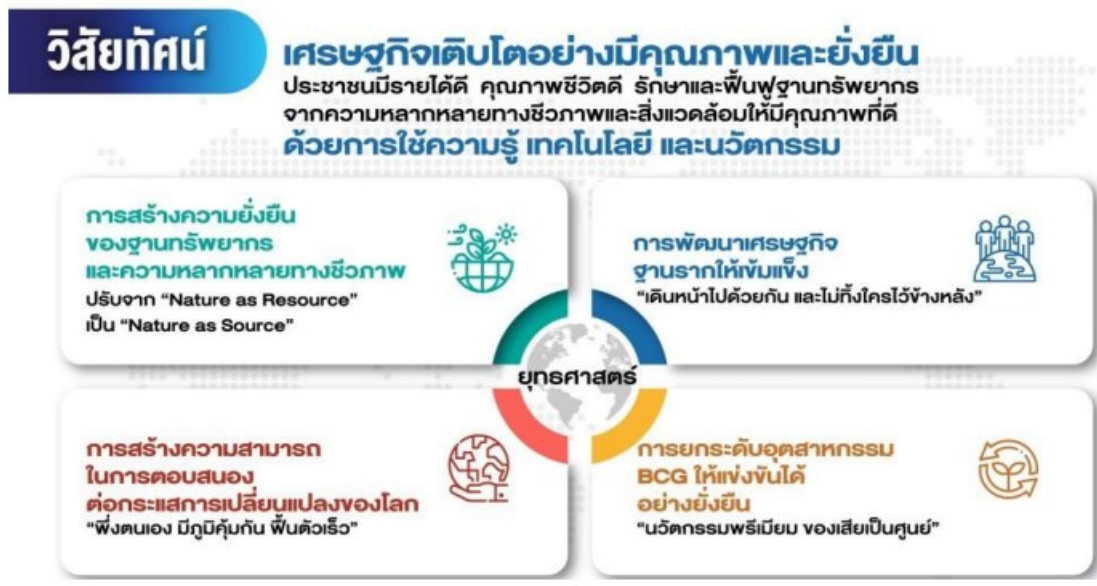 วิสัยทัศน์
เศรษฐกิจเติบโตอย่างมีคุณภาพและยั่งยืน
ประชาชนมีรายได้ดี คุณภาพชีวิตดี รักษาและฟื้นฟูฐานทรัพยากร
จากความหลากหลายทางชีวภาพและสิ่งแวดล้อมให้มีคุณภาพที่ดี
ด้วยการใช้ความรู้ เทคโนโลยี และนวัตกรรม
การสร้างความยั่งยืน
ของฐานทรัพยากร
และความหลากหลายทางชีวภาพ
ปรับจาก “Nature as Resource”
เป็น “Nature as Source”
การพัฒนาเศรษฐกิจ
ฐานรากให้เข้มแข็ง
“เดินหน้าไปด้วยกัน และไม่ทิ้งใครไว้ข้างหลัง”
ยุทธศาสตร์
การสร้างความสามารถ
ในการตอบสนอง
ต่อกระแสการเปลี่ยนแปลงของโลก
“พึ่งตนเอง มีภูมิคุ้มกัน ฟื้นตัวเร็ว”
การยกระดับอุตสาหกรรม
BCG ให้แข่งขันได้
อย่างยั่งยืน
“นวัตกรรมพรีเมียม ของเสียเป็นศูนย์”